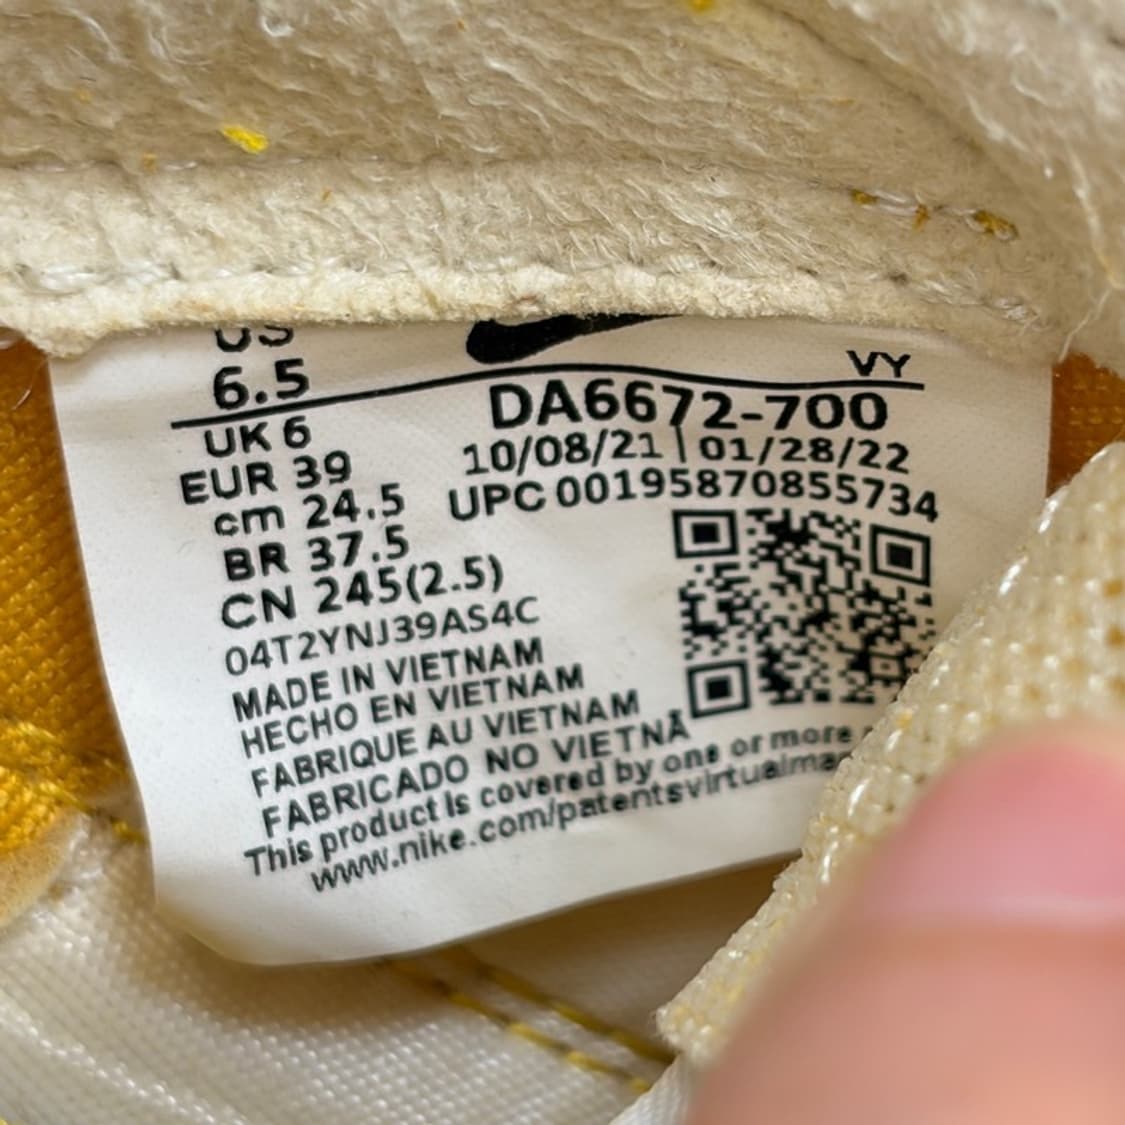 US
6.5
VY
UK 6
DA6672-700
EUR 39
10/08/21 | 01/28/22
cm 24.5
UPC 00195870855734
BR 37.5
CN 245(2.5)
04T2YNJ39AS4C
MADE IN VIETNAM
HECHO EN VIETNAM
FABRIQUE AU VIETNAM
FABRICADO NO VIETNÃ
This product is covered by one or more
www.nike.com/patentsvirtualma